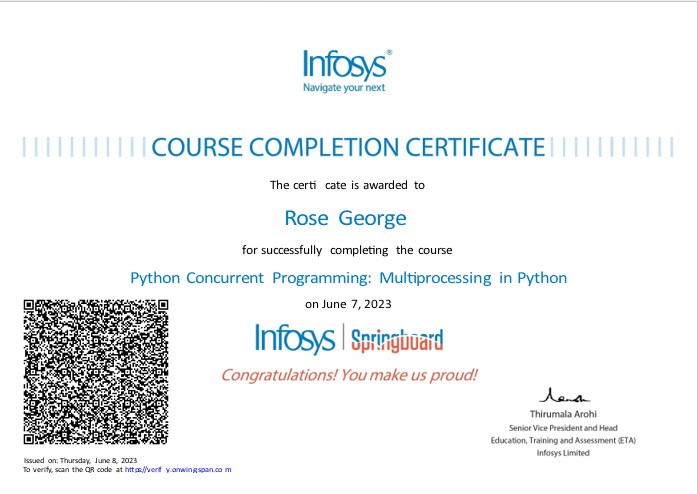 Infosys®
Navigate your next
COURSE COMPLETION CERTIFICATE
The certi cate is awarded to
Rose George
for successfully completing the course
Python Concurrent Programming: Multiprocessing in Python
on June 7, 2023
Infosys | Springboard
Congratulations! You make us proud!
Thirumala Arohi
Senior Vice President and Head
Education, Training and Assessment (ETA)
Infosys Limited
Issued on: Thursday, June 8, 2023
To verify, scan the QR code at https://verif y.onwingspan.co m